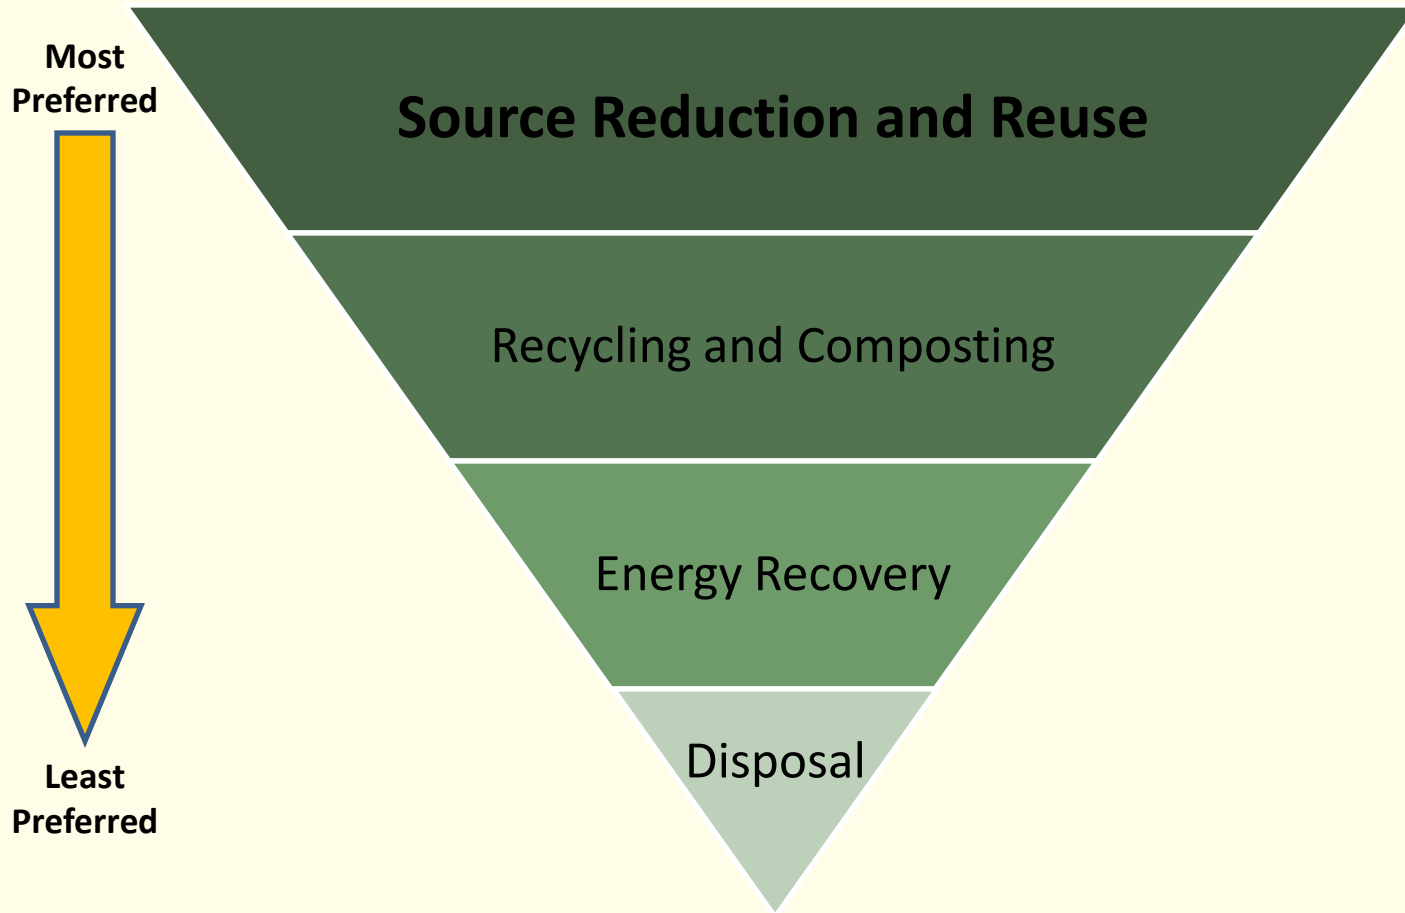 Most
Preferred
Source Reduction and Reuse
Recycling and Composting
Energy Recovery
Disposal
Least
Preferred